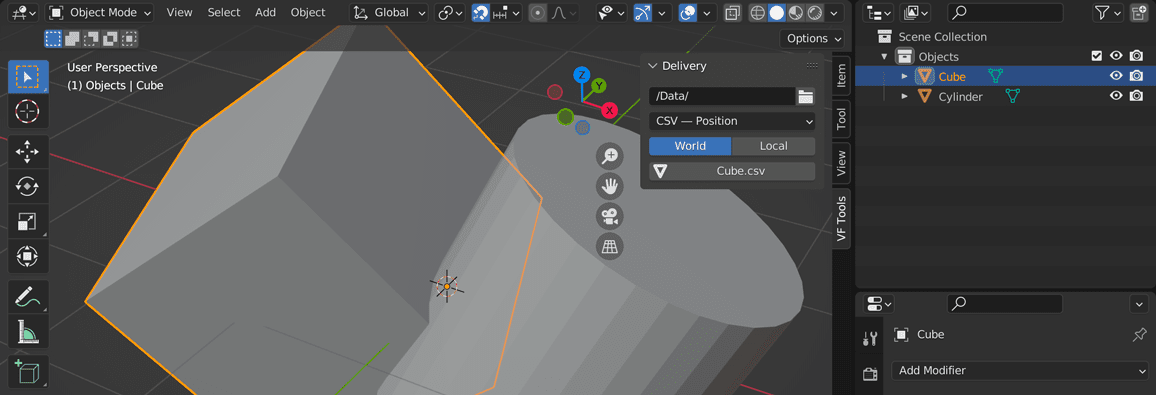 Object Mode View Select Add Object Global
Options
User Perspective
(1) Objects | Cube
Z
Y
X
Delivery
/Data/
CSV — Position
World Local
Cube.csv
Item
Tool
View
VF Tools
Scene Collection
Objects
Cube
Cylinder
Cube
Add Modifier